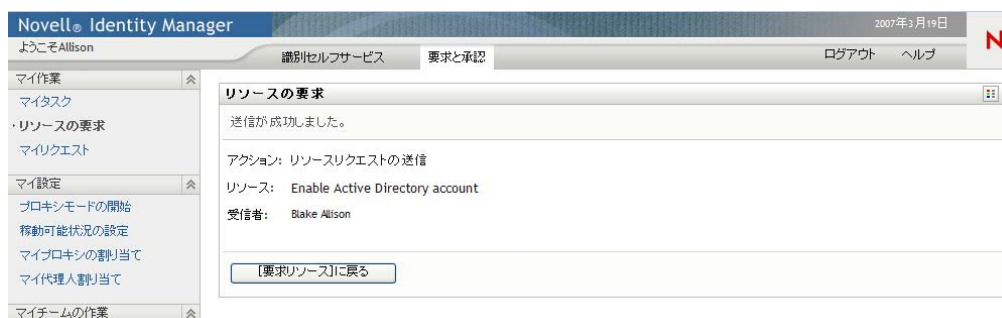 Novell® Identity Manager
2007年3月19日
ようこそAllison
識別セルフサービス
要求と承認
ログアウト
ヘルプ
N
マイ作業
マイタスク
リソースの要求
マイリクエスト
マイ設定
プロキシモードの開始
稼動可能状況の設定
マイプロキシの割り当て
マイ代理人割り当て
マイチームの作業
リソースの要求
送信が成功しました。
アクション: リソースリクエストの送信
リソース: Enable Active Directory account
受信者: Blake Allison
[要求リソース]に戻る